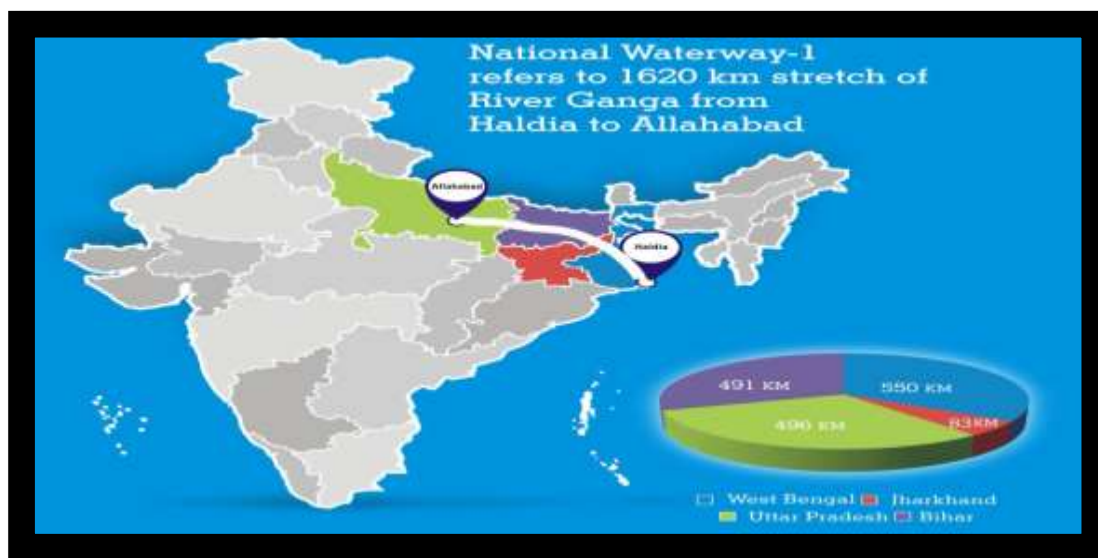 National Waterway-1
refers to 1620 km stretch of
River Ganga from
Haldia to Allahabad
Allahabad
Haldia
491 KM
550 KM
83KM
496 KM
West Bengal
Jharkhand
Uttar Pradesh
Bihar